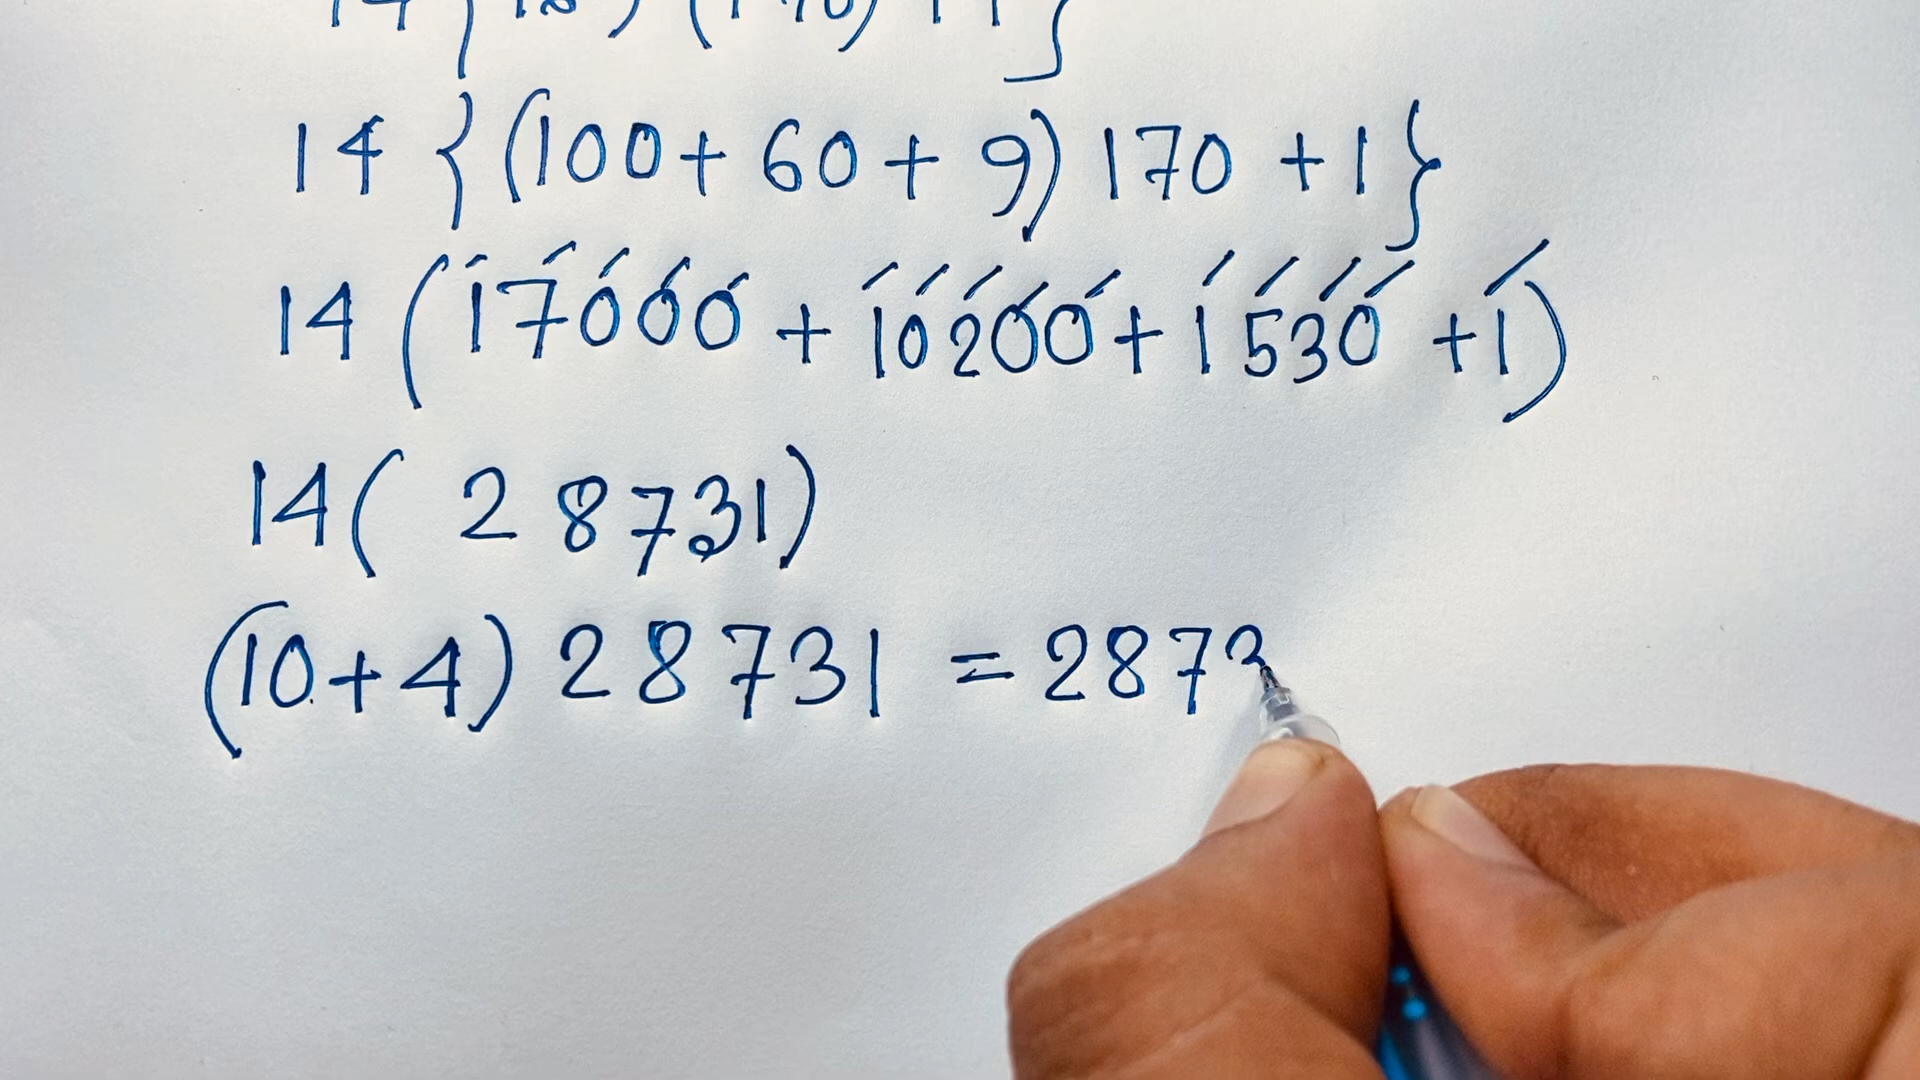 14 { (100 + 60 + 9) 170 + 1 }
14 ( 17000 + 10200 + 1530 + 1 )
14 ( 28731 )
(10 + 4) 28731 = 2873